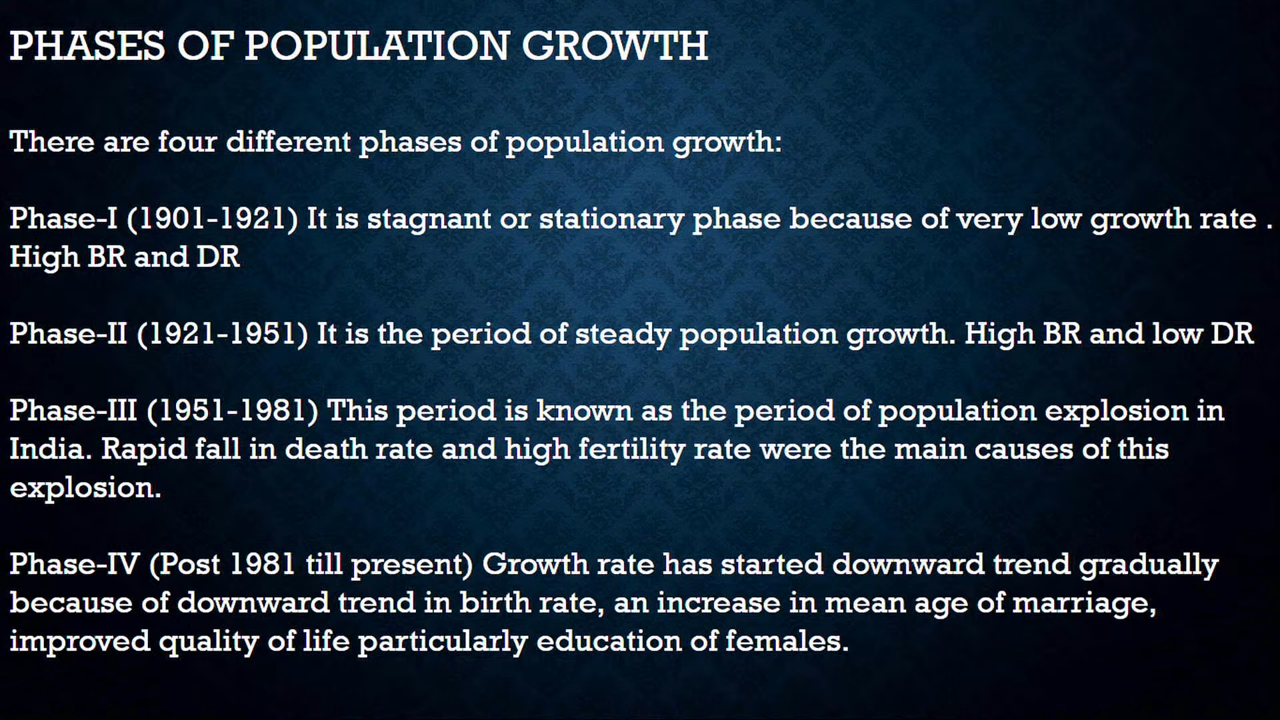 PHASES OF POPULATION GROWTH
There are four different phases of population growth:
Phase-I (1901-1921) It is stagnant or stationary phase because of very low growth rate .
High BR and DR
Phase-II (1921-1951) It is the period of steady population growth. High BR and low DR
Phase-III (1951-1981) This period is known as the period of population explosion in
India. Rapid fall in death rate and high fertility rate were the main causes of this
explosion.
Phase-IV (Post 1981 till present) Growth rate has started downward trend gradually
because of downward trend in birth rate, an increase in mean age of marriage,
improved quality of life particularly education of females.